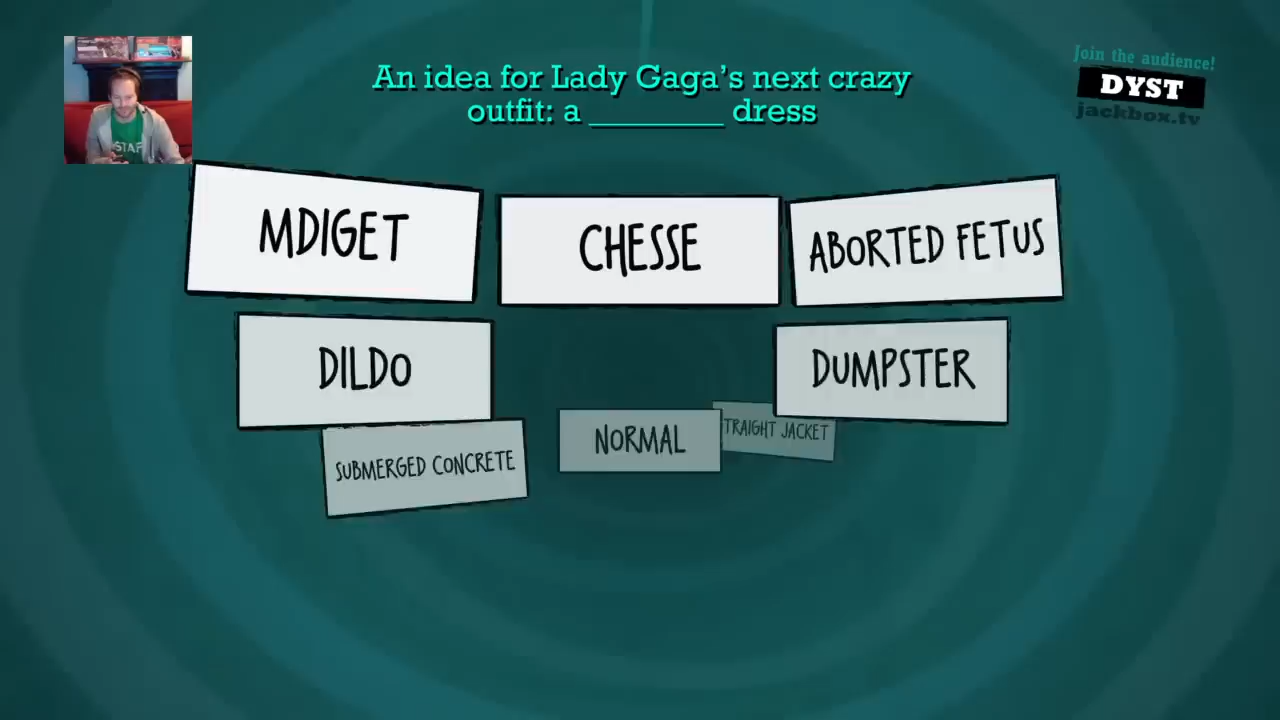 An idea for Lady Gaga's next crazy
outfit: a ________ dress
Join the audience!
DYST
jackbox.tv
STAF
MDIGET
CHESSE
ABORTED FETUS
DILDO
DUMPSTER
SUBMERGED CONCRETE
NORMAL
TRAIGHT JACKET